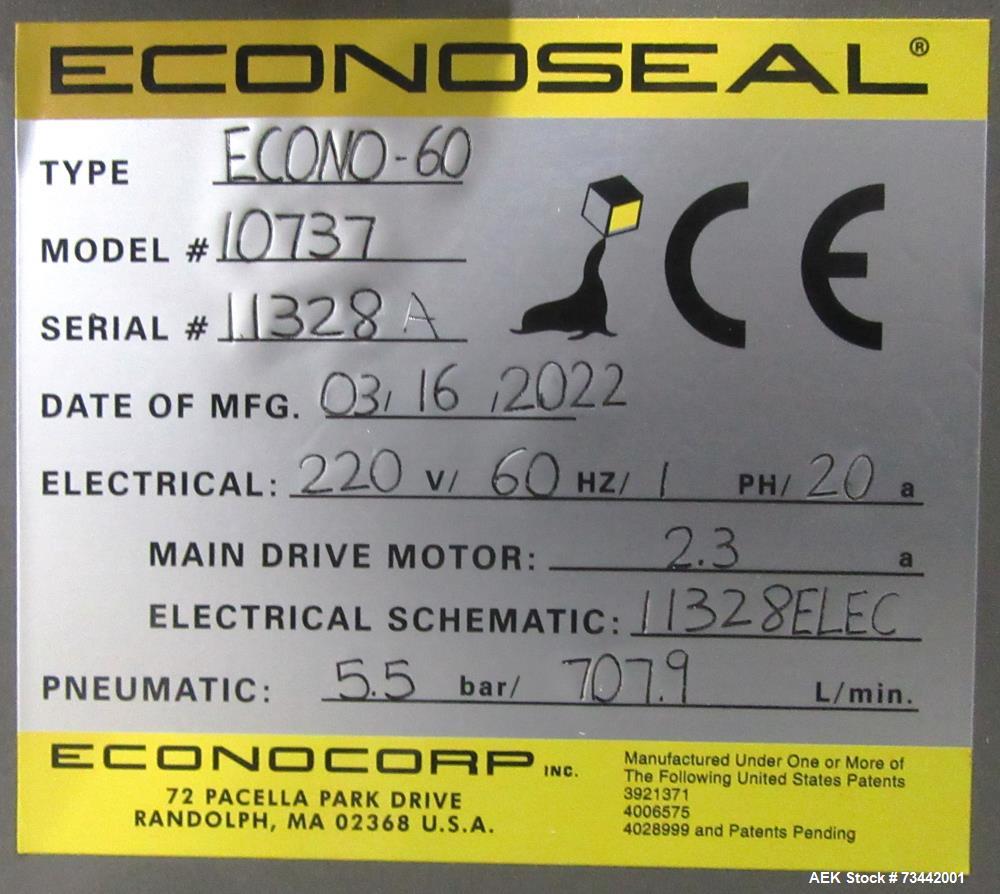 ECONOSEAL®
TYPE ECONO-60
MODEL # 10737
SERIAL # 11328A
CE
DATE OF MFG. 03/16/2022
ELECTRICAL: 220 V/ 60 HZ/ 1 PH/ 20 a
MAIN DRIVE MOTOR: 2.3 a
ELECTRICAL SCHEMATIC: 11328ELEC
PNEUMATIC: 5.5 bar/ 707.9 L/min.
ECONOCORP INC.
72 PACELLA PARK DRIVE
RANDOLPH, MA 02368 U.S.A.
Manufactured Under One or More of
The Following United States Patents
3921371
4006575
4028999 and Patents Pending
AEK Stock # 73442001